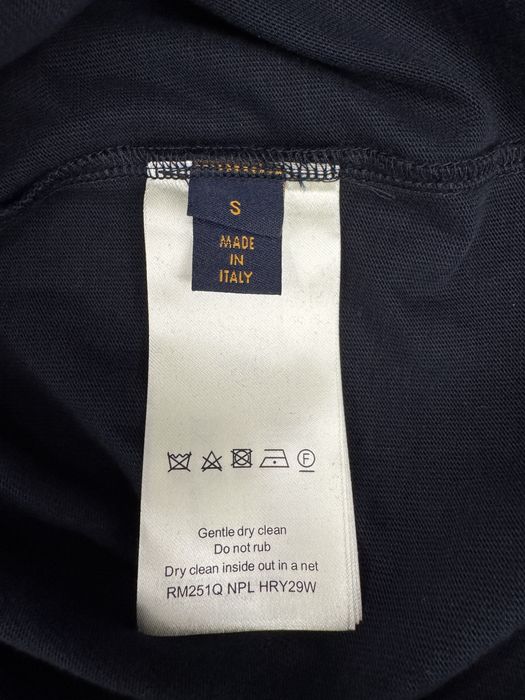 S
MADE
IN
ITALY
F
Gentle dry clean
Do not rub
Dry clean inside out in a net
RM251Q NPL HRY29W